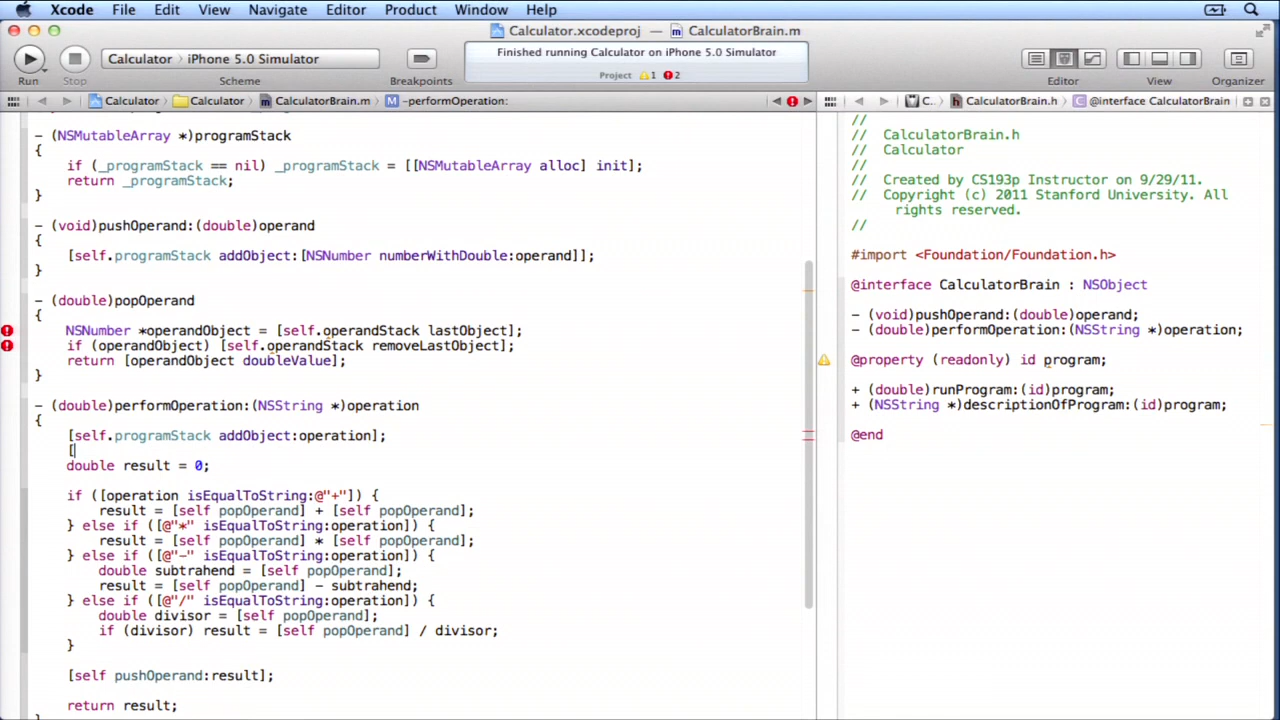 Xcode File Edit View Navigate Editor Product Window Help
Calculator.xcodeproj — CalculatorBrain.m
Calculator › iPhone 5.0 Simulator
Finished running Calculator on iPhone 5.0 Simulator
Project 1 2
Run Stop Scheme Breakpoints Editor View Organizer
Calculator Calculator CalculatorBrain.m -performOperation:
- (NSMutableArray *)programStack
{
if (_programStack == nil) _programStack = [[NSMutableArray alloc] init];
return _programStack;
}
- (void)pushOperand:(double)operand
{
[self.programStack addObject:[NSNumber numberWithDouble:operand]];
}
- (double)popOperand
{
NSNumber *operandObject = [self.operandStack lastObject];
if (operandObject) [self.operandStack removeLastObject];
return [operandObject doubleValue];
}
- (double)performOperation:(NSString *)operation
{
[self.programStack addObject:operation];
[
double result = 0;
if ([operation isEqualToString:@"+"]) {
result = [self popOperand] + [self popOperand];
} else if ([@"*" isEqualToString:operation]) {
result = [self popOperand] * [self popOperand];
} else if ([@"-" isEqualToString:operation]) {
double subtrahend = [self popOperand];
result = [self popOperand] - subtrahend;
} else if ([@"/" isEqualToString:operation]) {
double divisor = [self popOperand];
if (divisor) result = [self popOperand] / divisor;
}
[self pushOperand:result];
return result;
C... CalculatorBrain.h @interface CalculatorBrain
//
// CalculatorBrain.h
// Calculator
//
// Created by CS193p Instructor on 9/29/11.
// Copyright (c) 2011 Stanford University. All
rights reserved.
//
#import <Foundation/Foundation.h>
@interface CalculatorBrain : NSObject
- (void)pushOperand:(double)operand;
- (double)performOperation:(NSString *)operation;
@property (readonly) id program;
+ (double)runProgram:(id)program;
+ (NSString *)descriptionOfProgram:(id)program;
@end